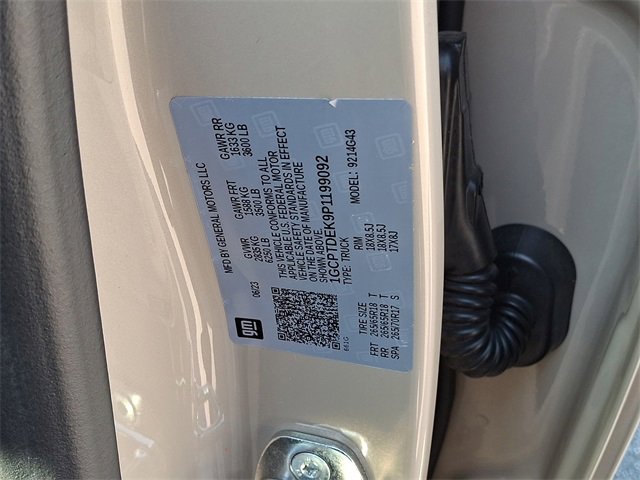 MFD BY GENERAL MOTORS LLC
06/23 GVWR GAWR FRT GAWR RR
2835 KG 1588 KG 1633 KG
6250 LB 3500 LB 3600 LB
THIS VEHICLE CONFORMS TO ALL
APPLICABLE U.S. FEDERAL MOTOR
VEHICLE SAFETY STANDARDS IN EFFECT
ON THE DATE OF MANUFACTURE
SHOWN ABOVE.
1GCPTDEK9P1199092
TYPE: TRUCK MODEL: 9214G43
661G
TIRE SIZE RIM
FRT 265/65R18 T 18X8.5J
RR 265/65R18 T 18X8.5J
SPA 265/70R17 S 17X8J
gm